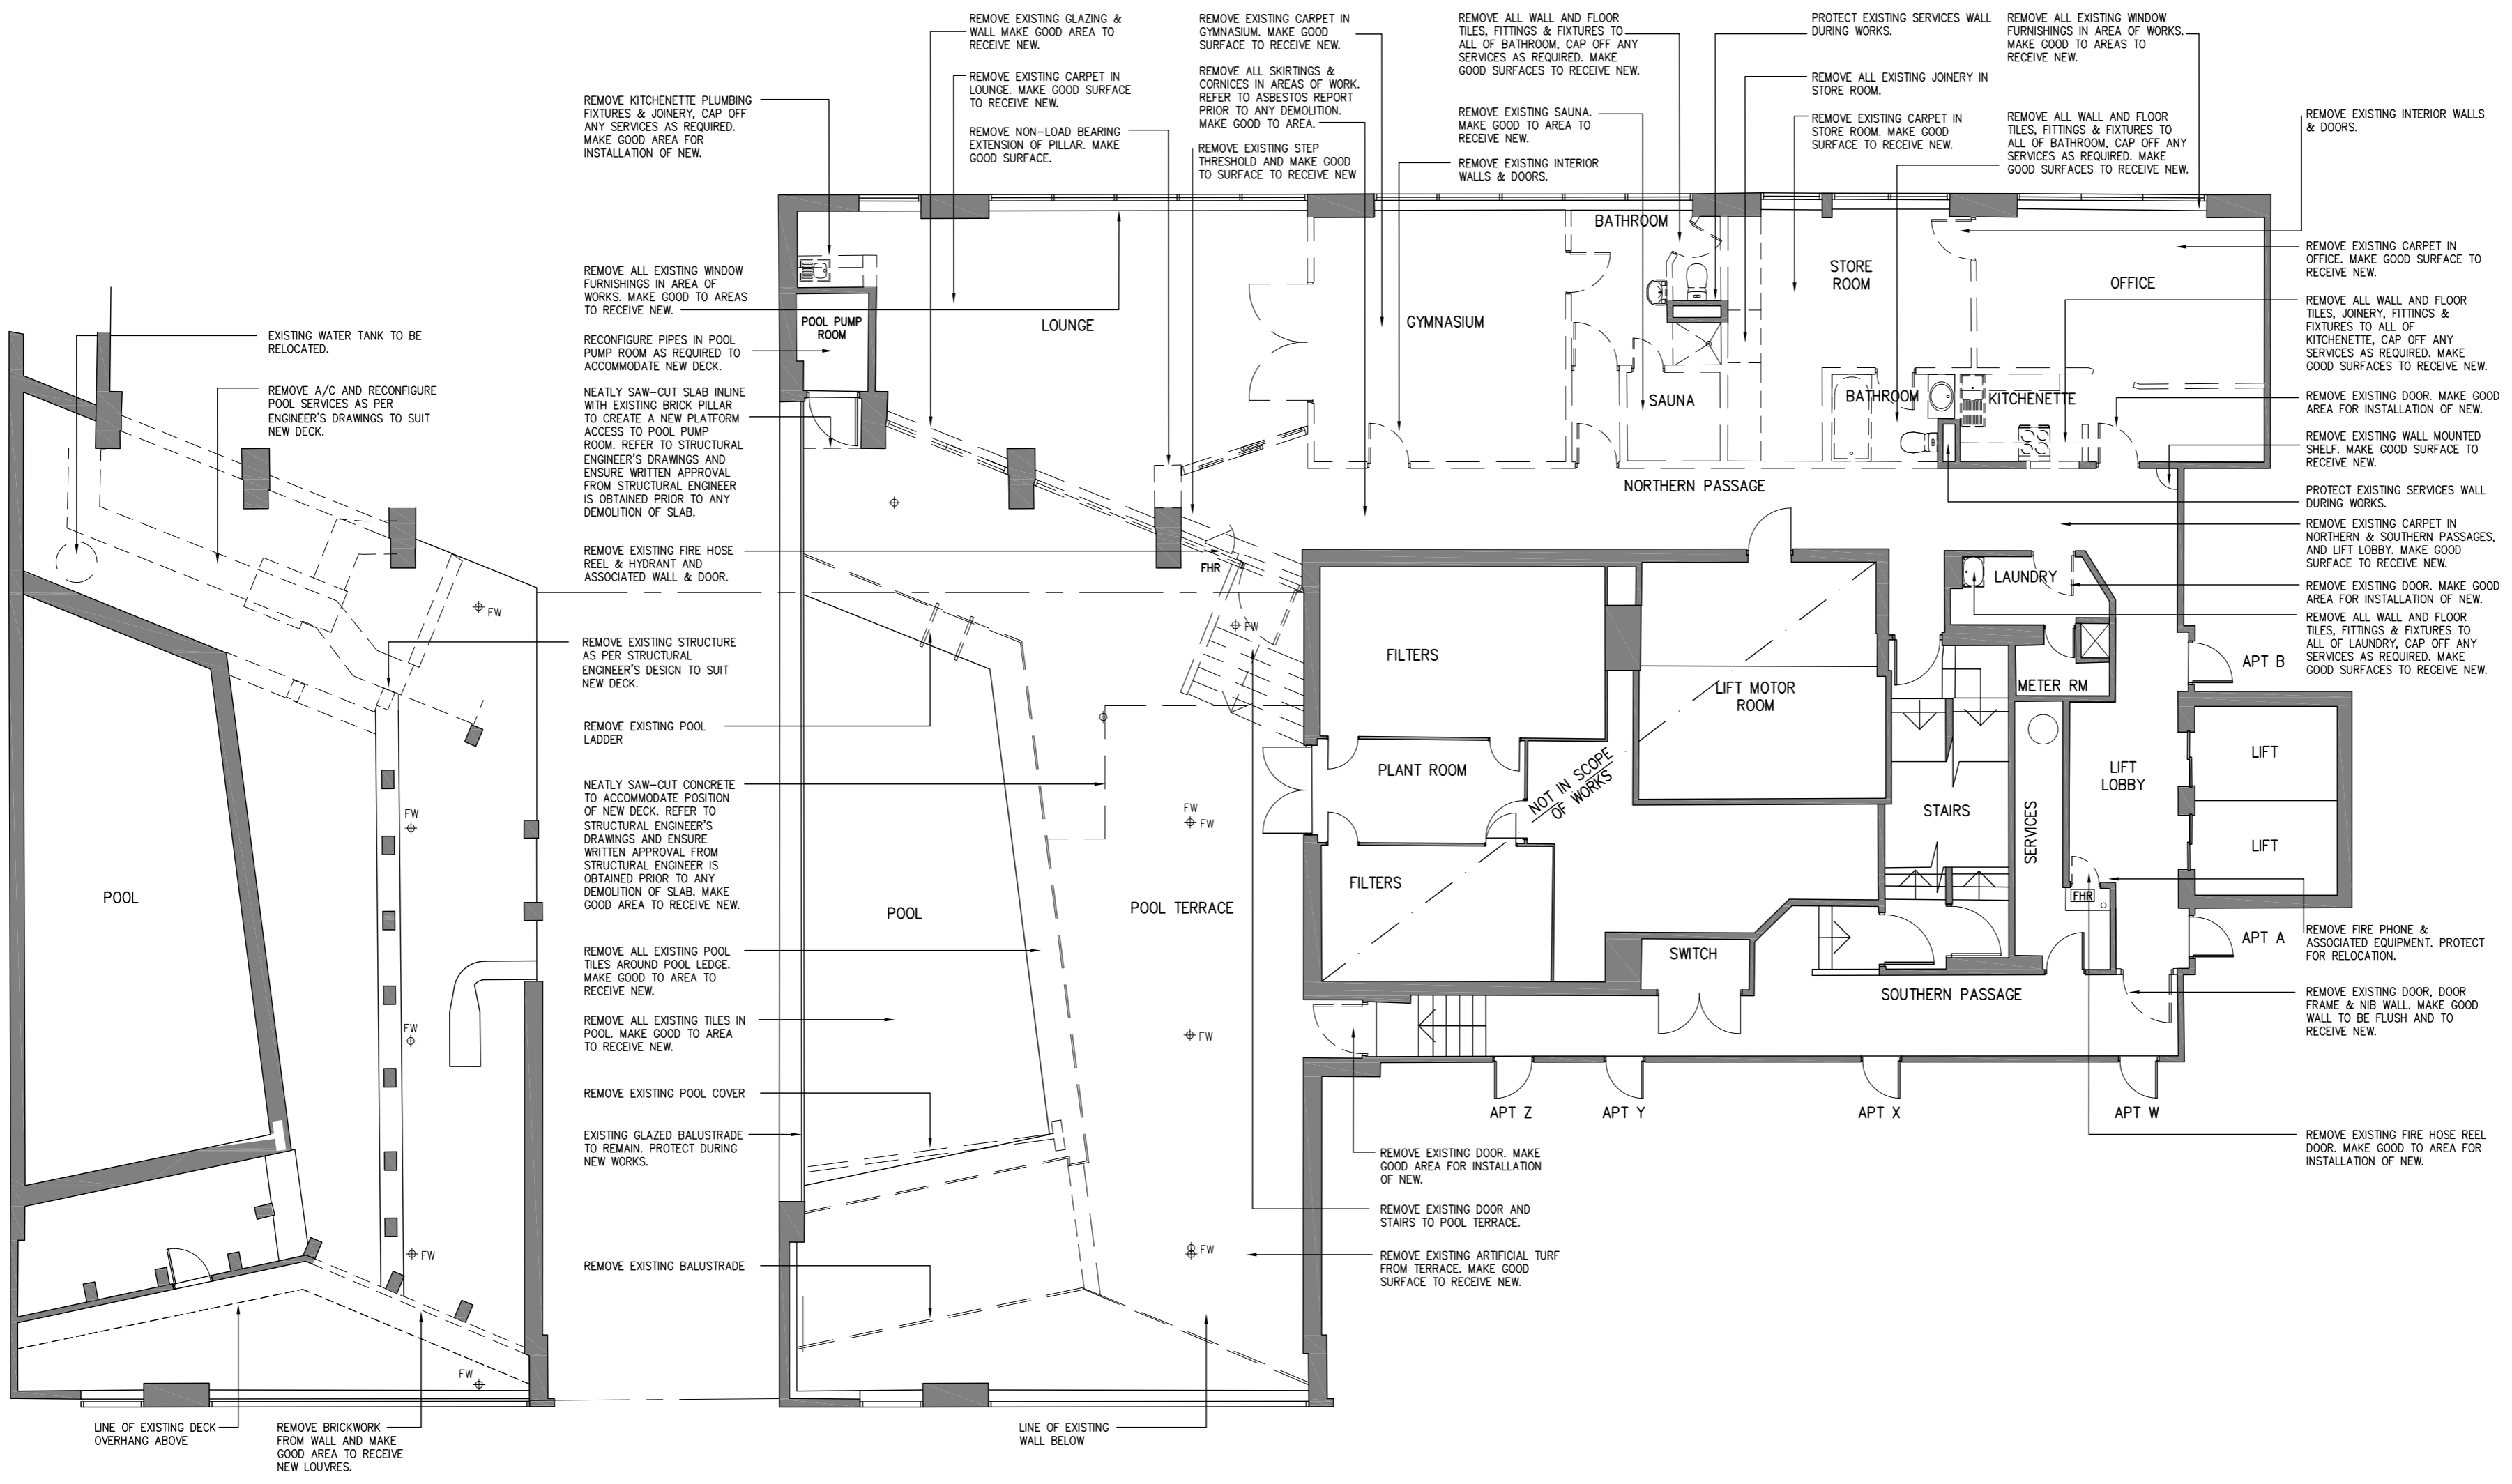 REMOVE EXISTING GLAZING &
WALL MAKE GOOD AREA TO
RECEIVE NEW.
REMOVE EXISTING CARPET IN
GYMNASIUM. MAKE GOOD
SURFACE TO RECEIVE NEW.
REMOVE ALL WALL AND FLOOR
TILES, FITTINGS & FIXTURES TO
ALL OF BATHROOM, CAP OFF ANY
SERVICES AS REQUIRED. MAKE
GOOD SURFACES TO RECEIVE NEW.
PROTECT EXISTING SERVICES WALL
DURING WORKS.
REMOVE ALL EXISTING WINDOW
FURNISHINGS IN AREA OF WORKS.
MAKE GOOD TO AREAS TO
RECEIVE NEW.
REMOVE EXISTING CARPET IN
LOUNGE. MAKE GOOD SURFACE
TO RECEIVE NEW.
REMOVE ALL SKIRTINGS &
CORNICES IN AREAS OF WORK.
REFER TO ASBESTOS REPORT
PRIOR TO ANY DEMOLITION.
MAKE GOOD TO AREA.
REMOVE ALL EXISTING JOINERY IN
STORE ROOM.
REMOVE KITCHENETTE PLUMBING
FIXTURES & JOINERY, CAP OFF
ANY SERVICES AS REQUIRED.
MAKE GOOD AREA FOR
INSTALLATION OF NEW.
REMOVE NON-LOAD BEARING
EXTENSION OF PILLAR. MAKE
GOOD SURFACE.
REMOVE EXISTING STEP
THRESHOLD AND MAKE GOOD
TO SURFACE TO RECEIVE NEW
REMOVE EXISTING SAUNA.
MAKE GOOD TO AREA TO
RECEIVE NEW.
REMOVE EXISTING INTERIOR
WALLS & DOORS.
REMOVE EXISTING CARPET IN
STORE ROOM. MAKE GOOD
SURFACE TO RECEIVE NEW.
REMOVE ALL WALL AND FLOOR
TILES, FITTINGS & FIXTURES TO
ALL OF BATHROOM, CAP OFF ANY
SERVICES AS REQUIRED. MAKE
GOOD SURFACES TO RECEIVE NEW.
REMOVE EXISTING INTERIOR WALLS
& DOORS.
BATHROOM
STORE
ROOM
OFFICE
REMOVE EXISTING CARPET IN
OFFICE. MAKE GOOD SURFACE TO
RECEIVE NEW.
REMOVE ALL EXISTING WINDOW
FURNISHINGS IN AREA OF
WORKS. MAKE GOOD TO AREAS
TO RECEIVE NEW.
POOL PUMP
ROOM
LOUNGE
GYMNASIUM
REMOVE ALL WALL AND FLOOR
TILES, JOINERY, FITTINGS &
FIXTURES TO ALL OF
KITCHENETTE, CAP OFF ANY
SERVICES AS REQUIRED. MAKE
GOOD SURFACES TO RECEIVE NEW.
EXISTING WATER TANK TO BE
RELOCATED.
RECONFIGURE PIPES IN POOL
PUMP ROOM AS REQUIRED TO
ACCOMMODATE NEW DECK.
REMOVE A/C AND RECONFIGURE
POOL SERVICES AS PER
ENGINEER'S DRAWINGS TO SUIT
NEW DECK.
NEATLY SAW-CUT SLAB INLINE
WITH EXISTING BRICK PILLAR
TO CREATE A NEW PLATFORM
ACCESS TO POOL PUMP
ROOM. REFER TO STRUCTURAL
ENGINEER'S DRAWINGS AND
ENSURE WRITTEN APPROVAL
FROM STRUCTURAL ENGINEER
IS OBTAINED PRIOR TO ANY
DEMOLITION OF SLAB.
SAUNA
BATHROOM
KITCHENETTE
REMOVE EXISTING DOOR. MAKE GOOD
AREA FOR INSTALLATION OF NEW.
REMOVE EXISTING WALL MOUNTED
SHELF. MAKE GOOD SURFACE TO
RECEIVE NEW.
NORTHERN PASSAGE
PROTECT EXISTING SERVICES WALL
DURING WORKS.
REMOVE EXISTING CARPET IN
NORTHERN & SOUTHERN PASSAGES,
AND LIFT LOBBY. MAKE GOOD
SURFACE TO RECEIVE NEW.
REMOVE EXISTING FIRE HOSE
REEL & HYDRANT AND
ASSOCIATED WALL & DOOR.
FHR
LAUNDRY
REMOVE EXISTING DOOR. MAKE GOOD
AREA FOR INSTALLATION OF NEW.
FW
FW
REMOVE ALL WALL AND FLOOR
TILES, FITTINGS & FIXTURES TO
ALL OF LAUNDRY, CAP OFF ANY
SERVICES AS REQUIRED. MAKE
GOOD SURFACES TO RECEIVE NEW.
REMOVE EXISTING STRUCTURE
AS PER STRUCTURAL
ENGINEER'S DESIGN TO SUIT
NEW DECK.
FILTERS
LIFT MOTOR
ROOM
METER RM
APT B
REMOVE EXISTING POOL
LADDER
PLANT ROOM
NOT IN SCOPE
OF WORKS
LIFT
LIFT
LOBBY
STAIRS
SERVICES
LIFT
NEATLY SAW-CUT CONCRETE
TO ACCOMMODATE POSITION
OF NEW DECK. REFER TO
STRUCTURAL ENGINEER'S
DRAWINGS AND ENSURE
WRITTEN APPROVAL FROM
STRUCTURAL ENGINEER IS
OBTAINED PRIOR TO ANY
DEMOLITION OF SLAB. MAKE
GOOD AREA TO RECEIVE NEW.
FW
FW
FW
FILTERS
FHR
POOL
POOL
POOL TERRACE
REMOVE FIRE PHONE &
ASSOCIATED EQUIPMENT. PROTECT
FOR RELOCATION.
APT A
REMOVE ALL EXISTING POOL
TILES AROUND POOL LEDGE.
MAKE GOOD TO AREA TO
RECEIVE NEW.
SWITCH
SOUTHERN PASSAGE
REMOVE EXISTING DOOR, DOOR
FRAME & NIB WALL. MAKE GOOD
WALL TO BE FLUSH AND TO
RECEIVE NEW.
REMOVE ALL EXISTING TILES IN
POOL. MAKE GOOD TO AREA
TO RECEIVE NEW.
FW
FW
REMOVE EXISTING POOL COVER
APT Z
APT Y
APT X
APT W
EXISTING GLAZED BALUSTRADE
TO REMAIN. PROTECT DURING
NEW WORKS.
REMOVE EXISTING DOOR. MAKE
GOOD AREA FOR INSTALLATION
OF NEW.
REMOVE EXISTING FIRE HOSE REEL
DOOR. MAKE GOOD TO AREA FOR
INSTALLATION OF NEW.
REMOVE EXISTING DOOR AND
STAIRS TO POOL TERRACE.
FW
FW
REMOVE EXISTING BALUSTRADE
REMOVE EXISTING ARTIFICIAL TURF
FROM TERRACE. MAKE GOOD
SURFACE TO RECEIVE NEW.
FW
LINE OF EXISTING DECK
OVERHANG ABOVE
REMOVE BRICKWORK
FROM WALL AND MAKE
GOOD AREA TO RECEIVE
NEW LOUVRES.
LINE OF EXISTING
WALL BELOW